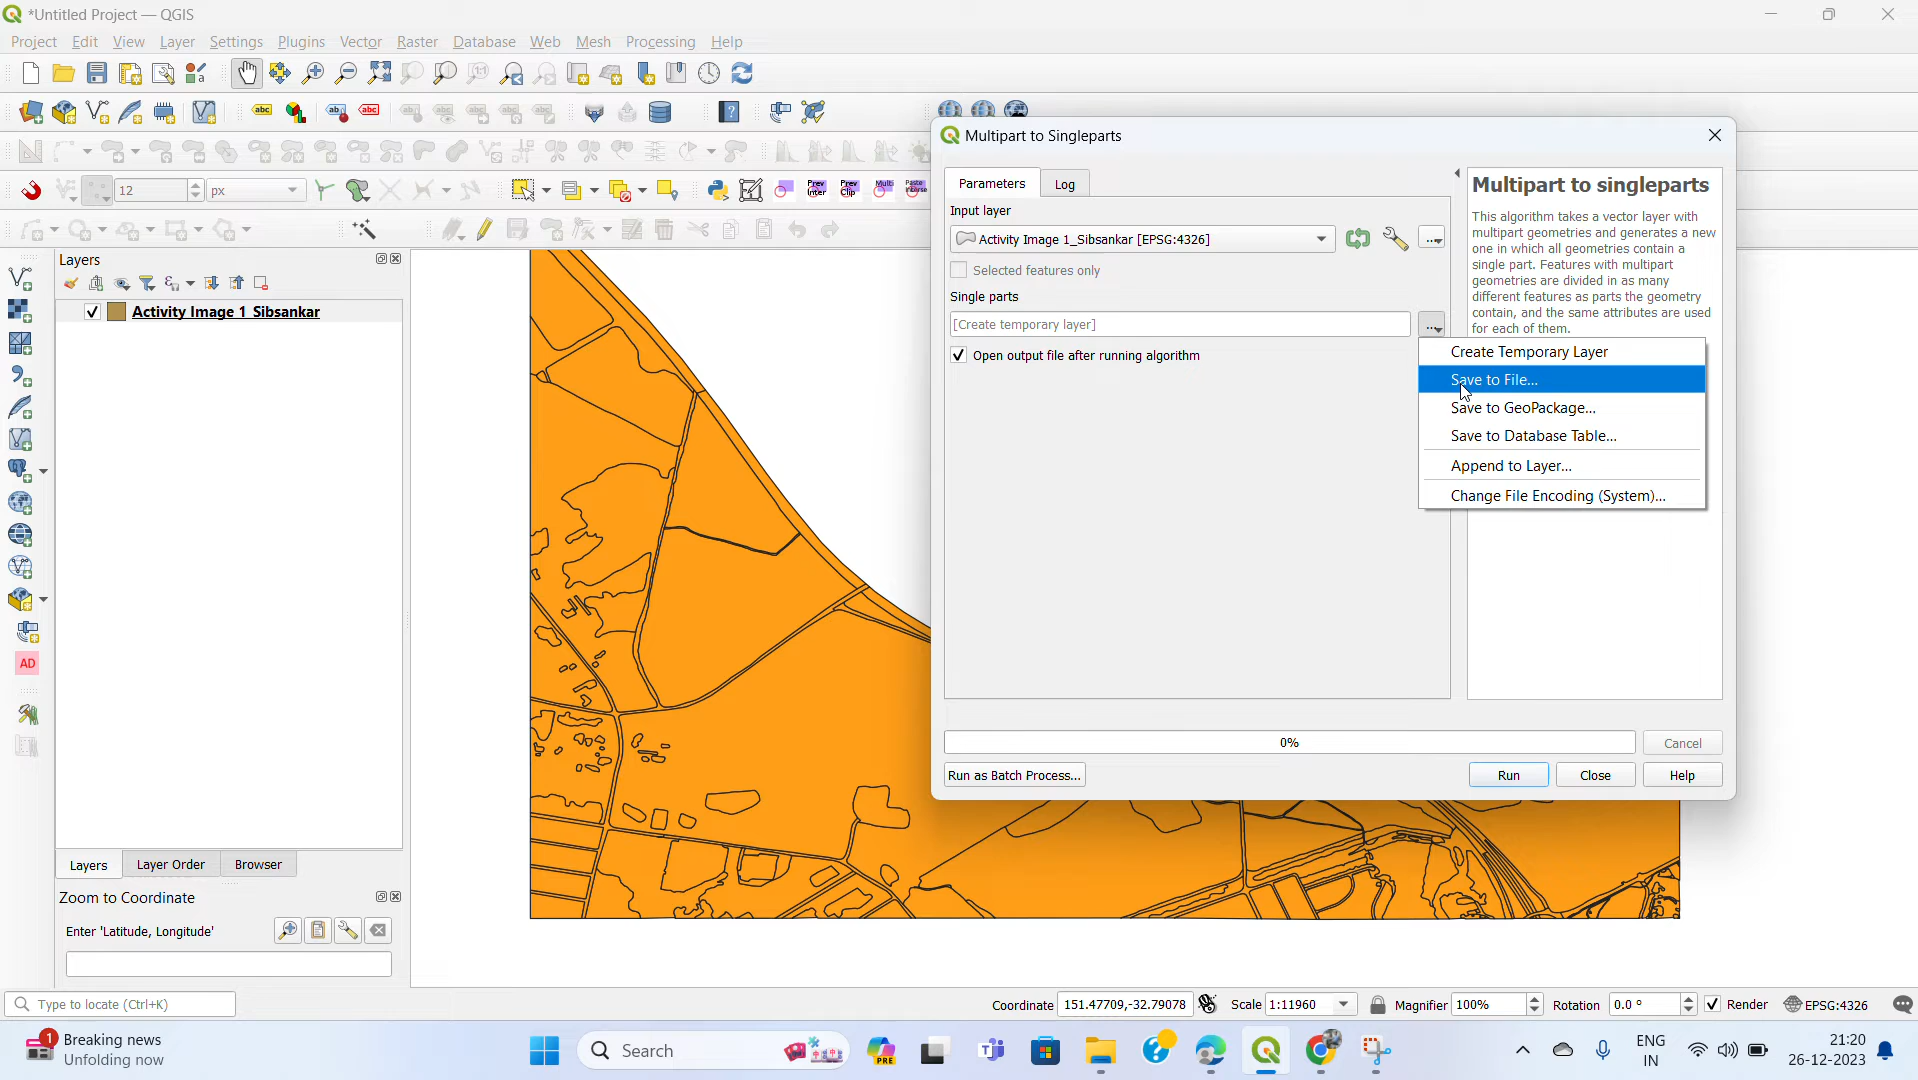 *Untitled Project — QGIS
Project Edit View Layer Settings Plugins Vector Raster Database Web Mesh Processing Help
12 px
Layers
Activity Image 1_Sibsankar
Multipart to Singleparts
Parameters Log
Input layer
Activity Image 1_Sibsankar [EPSG:4326]
Selected features only
Single parts
[Create temporary layer]
Open output file after running algorithm
Multipart to singleparts
This algorithm takes a vector layer with
multipart geometries and generates a new
one in which all geometries contain a
single part. Features with multipart
geometries are divided in as many
different features as parts the geometry
contain, and the same attributes are used
for each of them.
Create Temporary Layer
Save to File...
Save to GeoPackage...
Save to Database Table...
Append to Layer...
Change File Encoding (System)...
0%
Cancel
Run as Batch Process...
Run
Close
Help
Layers Layer Order Browser
Zoom to Coordinate
Enter 'Latitude, Longitude'
Type to locate (Ctrl+K)
Coordinate 151.47709,-32.79078 Scale 1:11960 Magnifier 100% Rotation 0.0 ° Render EPSG:4326
1 Breaking news
Unfolding now
Search
PRE
ENG
IN
21:20
26-12-2023